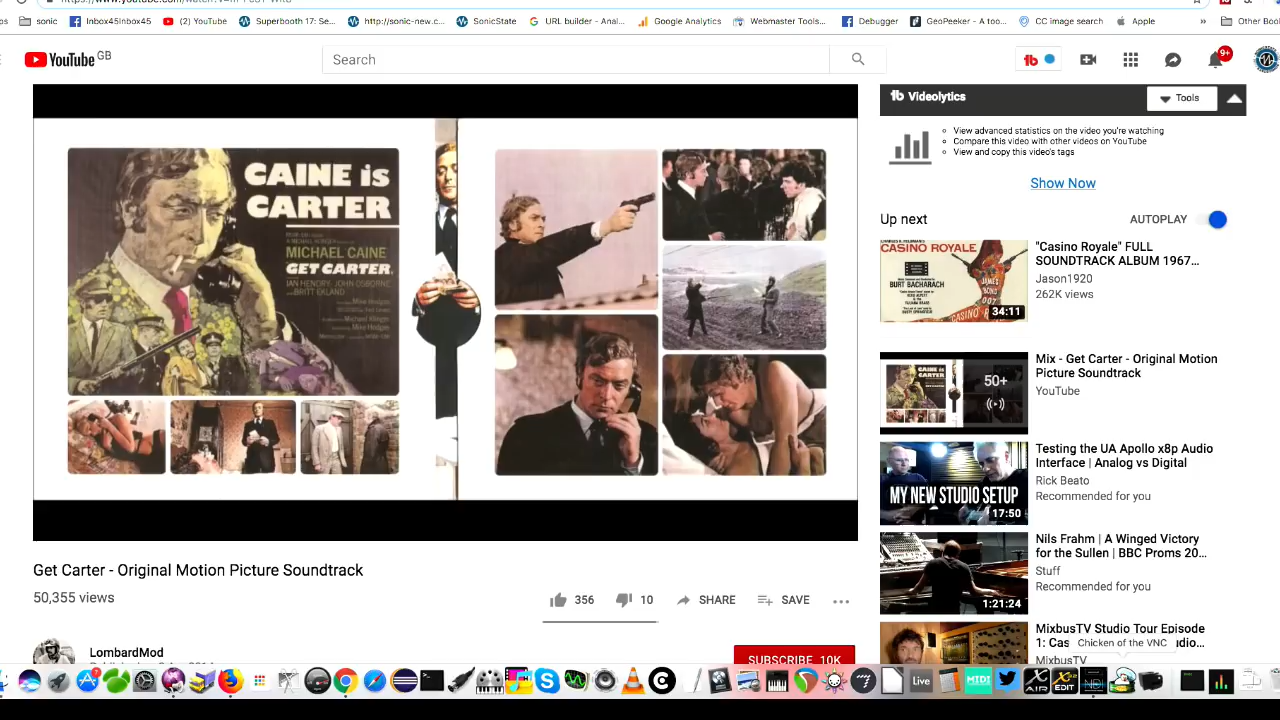 sonic
Inbox45inbox45
(2) YouTube
Superbooth 17: Se...
http://sonic-new.c...
SonicState
URL builder - Anal...
Google Analytics
Webmaster Tools...
Debugger
GeoPeeker - A too...
CC image search
Apple
»
Other Boo
YouTube GB
Search
9+
CAINE is
CARTER
MICHAEL CAINE
GET CARTER
IAN HENDRY, JOHN OSBORNE
BRITT EKLAND
Videolytics
Tools
View advanced statistics on the video you're watching
Compare this video with other videos on YouTube
View and copy this video's tags
Show Now
Up next
AUTOPLAY
CASINO ROYALE
BURT BACHARACH
34:11
"Casino Royale" FULL
SOUNDTRACK ALBUM 1967...
Jason1920
262K views
50+
Mix - Get Carter - Original Motion
Picture Soundtrack
YouTube
MY NEW STUDIO SETUP
17:50
Testing the UA Apollo x8p Audio
Interface | Analog vs Digital
Rick Beato
Recommended for you
1:21:24
Nils Frahm | A Winged Victory
for the Sullen | BBC Proms 20...
Stuff
Recommended for you
MixbusTV Studio Tour Episode
1: Cas
Chicken of the VNC
dio...
MixbusTV
Get Carter - Original Motion Picture Soundtrack
50,355 views
356
10
SHARE
SAVE
...
LombardMod
SUBSCRIBE 10K
Live
MIDI
X AIR
EDIT
NDI